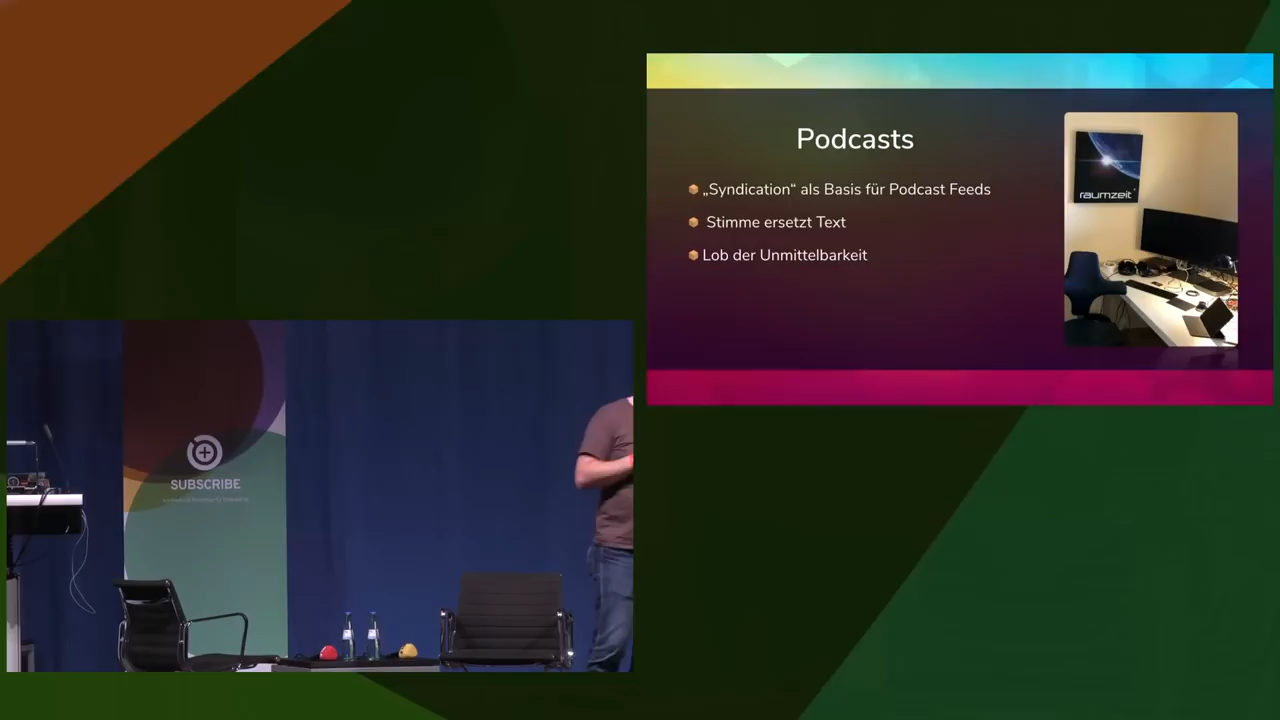 Podcasts
„Syndication“ als Basis für Podcast Feeds
Stimme ersetzt Text
Lob der Unmittelbarkeit
raumzeit
SUBSCRIBE